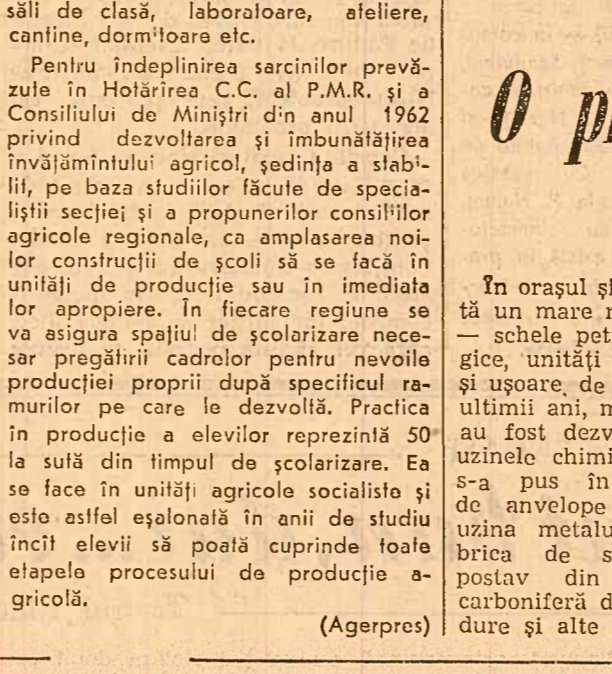 săli de clasă, laboratoare, ateliere,
cantine, dormitoare etc.
Pentru îndeplinirea sarcinilor prevă-
zute în Hotărîrea C.C. al P.M.R. și a
Consiliului de Miniștri din anul 1962
privind dezvoltarea și îmbunătățirea
învățămîntului agricol, ședința a stabi-
lit, pe baza studiilor făcute de specia-
liștii secției și a propunerilor consiliilor
agricole regionale, ca amplasarea noi-
lor construcții de școli să se facă în
unități de producție sau în imediata
lor apropiere. În fiecare regiune se
va asigura spațiul de școlarizare nece-
sar pregătirii cadrelor pentru nevoile
producției proprii după specificul ra-
murilor pe care le dezvoltă. Practica
în producție a elevilor reprezintă 50
la sută din timpul de școlarizare. Ea
se face în unități agricole socialiste și
este astfel eșalonată în anii de studiu
încît elevii să poată cuprinde toate
etapele procesului de producție a-
gricolă.
(Agerpres)
O
În orașul
tă un mare
— schele
gice, unități
și ușoare, de
ultimii ani,
au fost
uzinele
s-a pus în
de anvelope
uzina
brica de
postav din
carboniferă
dure și alte